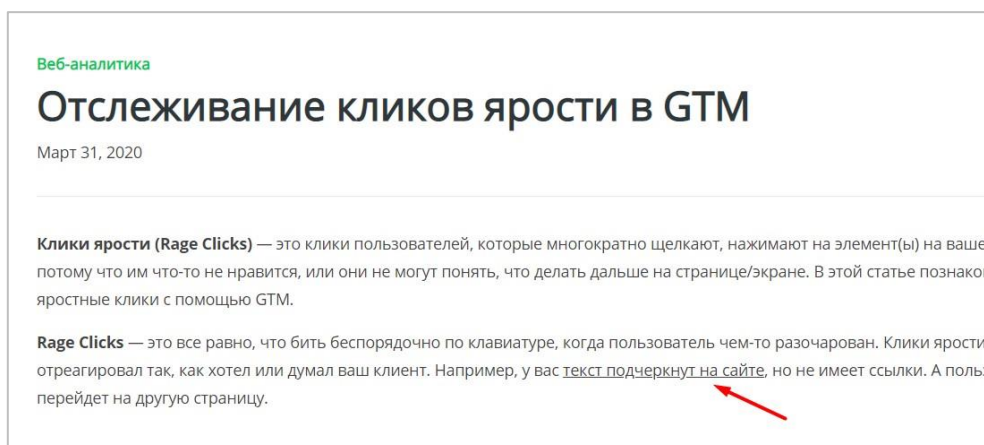 Веб-аналитика
Отслеживание кликов ярости в GTM
Март 31, 2020
Клики ярости (Rage Clicks) — это клики пользователей, которые многократно щелкают, нажимают на элемент(ы) на
потому что им что-то не нравится, или они не могут понять, что делать дальше на странице/экране. В этой статье
яростные клики с помощью GTM.
Rage Clicks — это все равно, что бить беспорядочно по клавиатуре, когда пользователь чем-то разочарован. Клики ярости
отреагировал так, как хотел или думал ваш клиент. Например, у вас текст подчеркнут на сайте, но не имеет ссылки. А
перейдет на другую страницу.